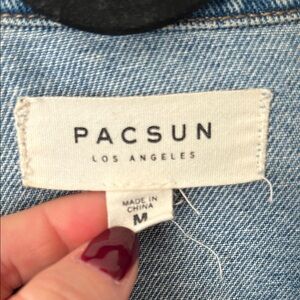 PACSUN
LOS ANGELES
MADE IN
CHINA
M